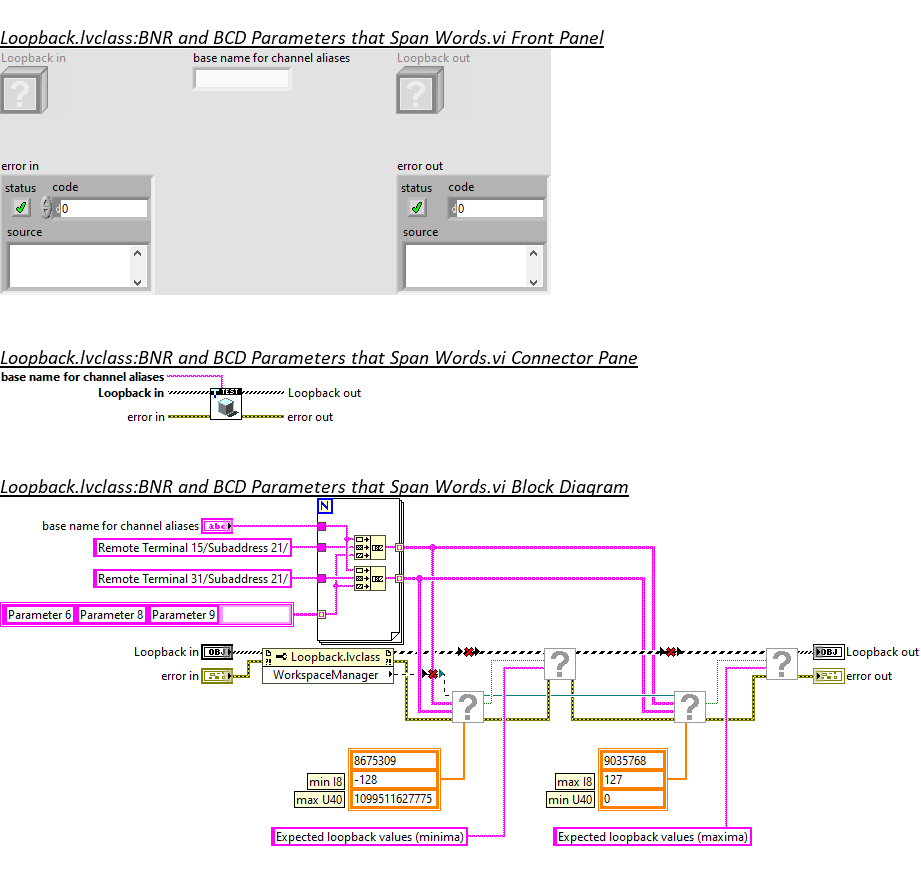 Loopback.lvclass:BNR and BCD Parameters that Span Words.vi Front Panel
Loopback in base name for channel aliases Loopback out
?
?
error in error out
status code status code
d0 d0
source source
Loopback.lvclass:BNR and BCD Parameters that Span Words.vi Connector Pane
base name for channel aliases
TEST
Loopback in Loopback out
error in error out
Loopback.lvclass:BNR and BCD Parameters that Span Words.vi Block Diagram
N
base name for channel aliases abc
Remote Terminal 15/Subaddress 21/
Remote Terminal 31/Subaddress 21/
Parameter 6 Parameter 8 Parameter 9
Loopback in OBJ Loopback.lvclass OBJ Loopback out
error in WorkspaceManager error out
? ?
? ?
8675309 9035768
min I8 -128 max I8 127
max U40 1099511627775 min U40 0
Expected loopback values (minima) Expected loopback values (maxima)